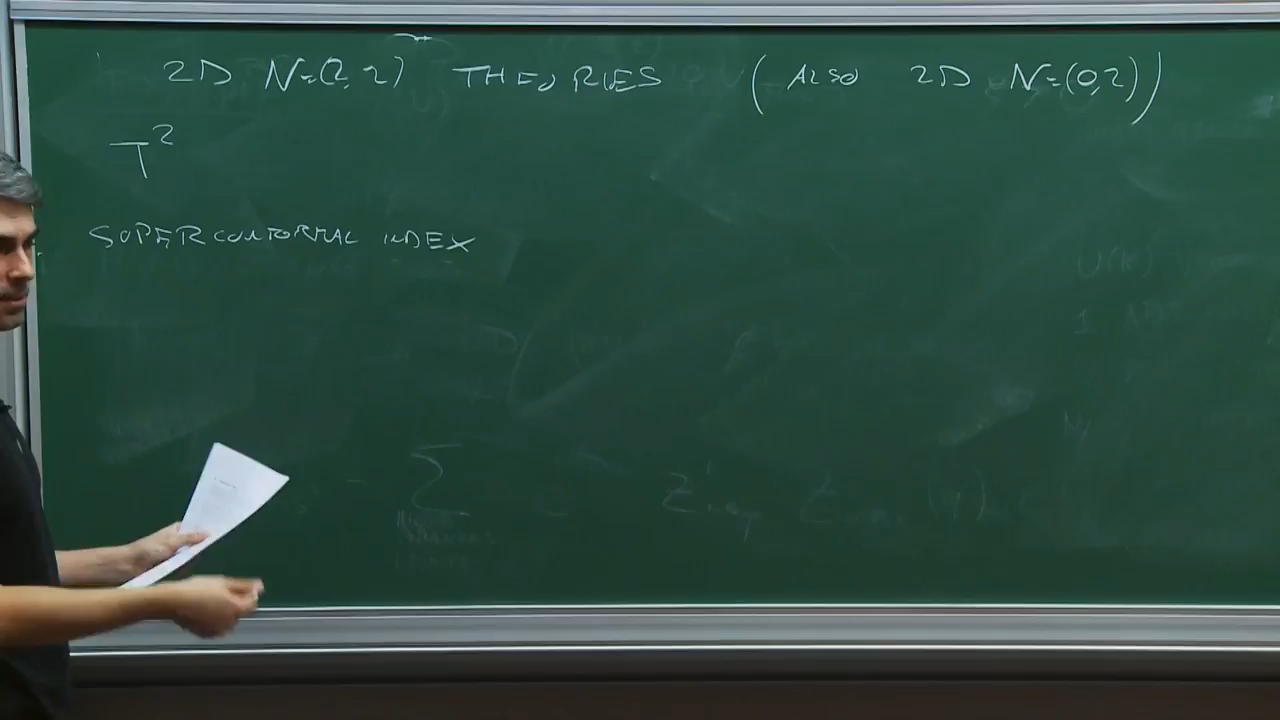 2D N=(2,2) THEORIES (ALSO 2D N=(0,2))
T²
SUPERCONFORMAL INDEX